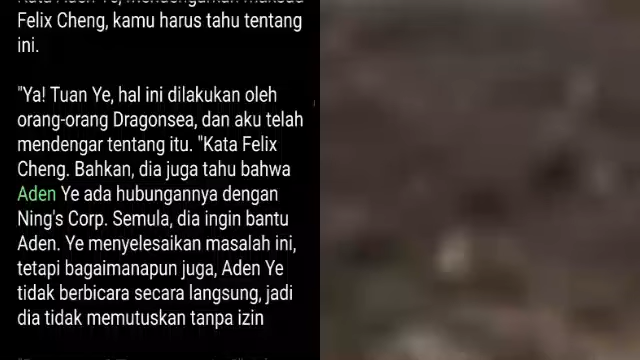 Felix Cheng, kamu harus tahu tentang
ini.
"Ya! Tuan Ye, hal ini dilakukan oleh
orang-orang Dragonsea, dan aku telah
mendengar tentang itu. "Kata Felix
Cheng. Bahkan, dia juga tahu bahwa
Aden Ye ada hubungannya dengan
Ning's Corp. Semula, dia ingin bantu
Aden. Ye menyelesaikan masalah ini,
tetapi bagaimanapun juga, Aden Ye
tidak berbicara secara langsung, jadi
dia tidak memutuskan tanpa izin